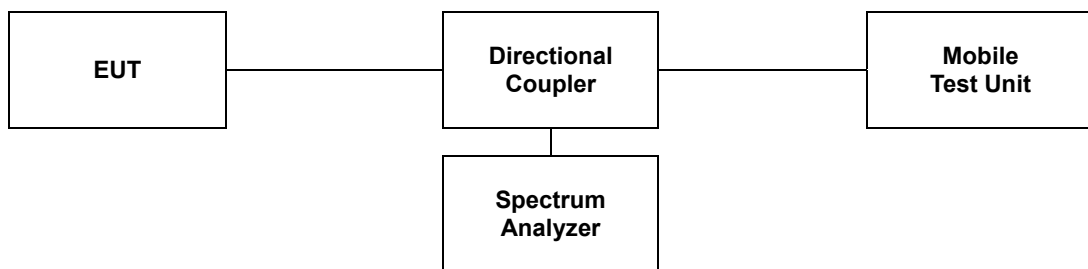 EUT
Directional
Coupler
Mobile
Test Unit
Spectrum
Analyzer